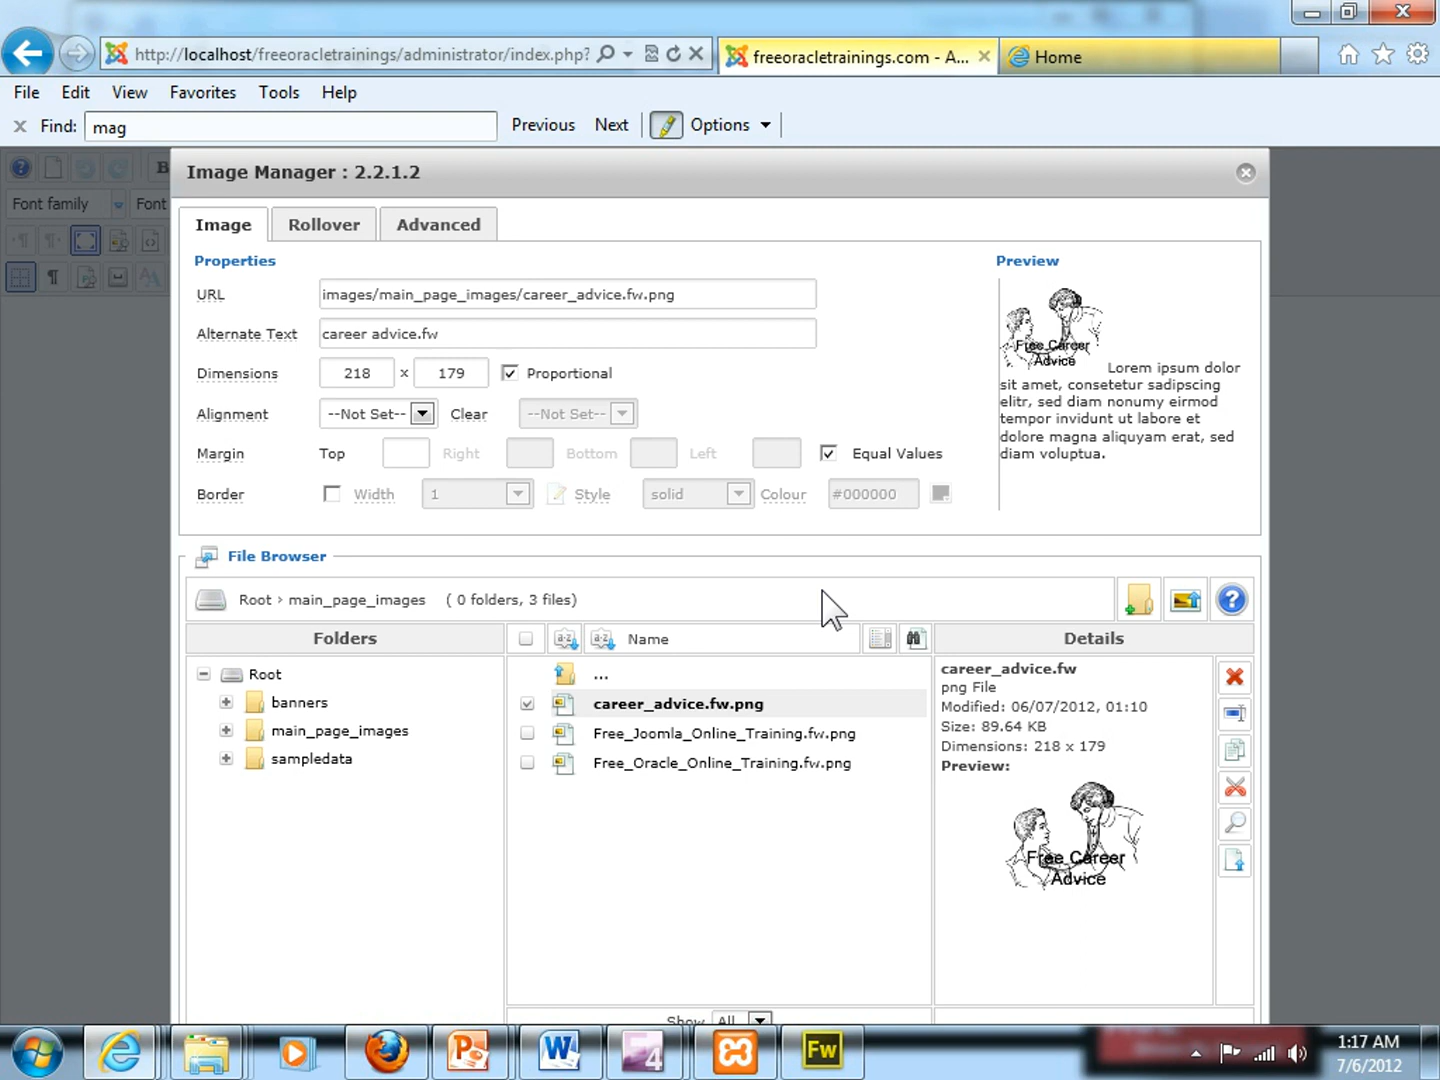 http://localhost/freeoracletrainings/administrator/index.php?
freeoracletrainings.com - A...
Home
File Edit View Favorites Tools Help
Find: mag Previous Next Options
Image Manager : 2.2.1.2
Font family Font
B
Image Rollover Advanced
Properties
Preview
URL images/main_page_images/career_advice.fw.png
Alternate Text career advice.fw
Dimensions 218 x 179 Proportional
Alignment --Not Set-- Clear --Not Set--
Margin Top Right Bottom Left Equal Values
Border Width 1 Style solid Colour #000000
Free Career
Advice
Lorem ipsum dolor
sit amet, consetetur sadipscing
elitr, sed diam nonumy eirmod
tempor invidunt ut labore et
dolore magna aliquyam erat, sed
diam voluptua.
File Browser
Root › main_page_images ( 0 folders, 3 files)
Folders
a-z a-z Name
Details
Root
banners
main_page_images
sampledata
...
career_advice.fw.png
Free_Joomla_Online_Training.fw.png
Free_Oracle_Online_Training.fw.png
career_advice.fw
png File
Modified: 06/07/2012, 01:10
Size: 89.64 KB
Dimensions: 218 x 179
Preview:
Free Career
Advice
Show All
Fw
1:17 AM
7/6/2012